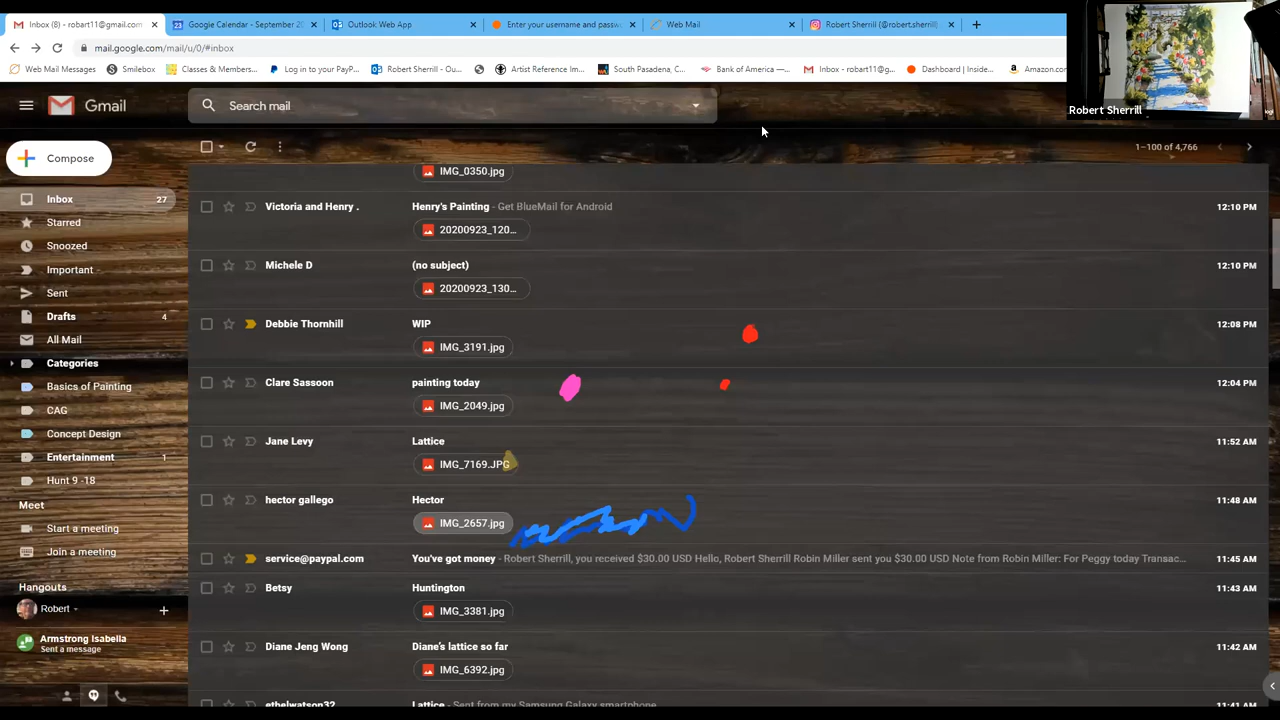 Inbox (8) - robart11@gmail.com
Google Calendar - September 20
Outlook Web App
Enter your username and passw
Web Mail
Robert Sherrill (@robert.sherrill)
mail.google.com/mail/u/0/#inbox
Web Mail Messages
Smilebox
Classes & Members...
Log in to your PayP...
Robert Sherrill - Ou...
Artist Reference Im...
South Pasadena, C...
Bank of America —...
Inbox - robart11@g...
Dashboard | Inside...
Amazon.com
Robert Sherrill
Gmail
Search mail
Compose
1–100 of 4,766
Inbox 27
Starred
Snoozed
Important
Sent
Drafts 4
All Mail
Categories
Basics of Painting
CAG
Concept Design
Entertainment 1
Hunt 9 -18
Meet
Start a meeting
Join a meeting
Hangouts
Robert
Armstrong Isabella
Sent a message
IMG_0350.jpg
Victoria and Henry . Henry's Painting - Get BlueMail for Android 12:10 PM
20200923_120...
Michele D (no subject) 12:10 PM
20200923_130...
Debbie Thornhill WIP 12:08 PM
IMG_3191.jpg
Clare Sassoon painting today 12:04 PM
IMG_2049.jpg
Jane Levy Lattice 11:52 AM
IMG_7169.JPG
hector gallego Hector 11:48 AM
IMG_2657.jpg
service@paypal.com You've got money - Robert Sherrill, you received $30.00 USD Hello, Robert Sherrill Robin Miller sent you $30.00 USD Note from Robin Miller: For Peggy today Transac... 11:45 AM
Betsy Huntington 11:43 AM
IMG_3381.jpg
Diane Jeng Wong Diane's lattice so far 11:42 AM
IMG_6392.jpg
ethelwatson32 Lattice - Sent from my Samsung Galaxy smartphone 11:41 AM